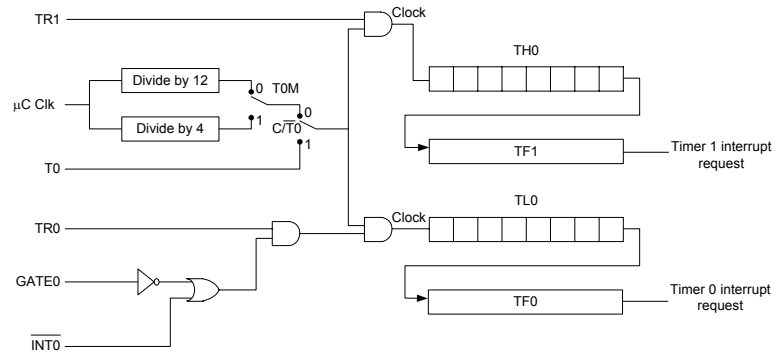 TR1
Clock
TH0
Divide by 12
0
T0M
μC Clk
0
1
C/T0
Divide by 4
1
TF1
Timer 1 interrupt
request
T0
TL0
Clock
TR0
GATE0
TF0
Timer 0 interrupt
request
INT0